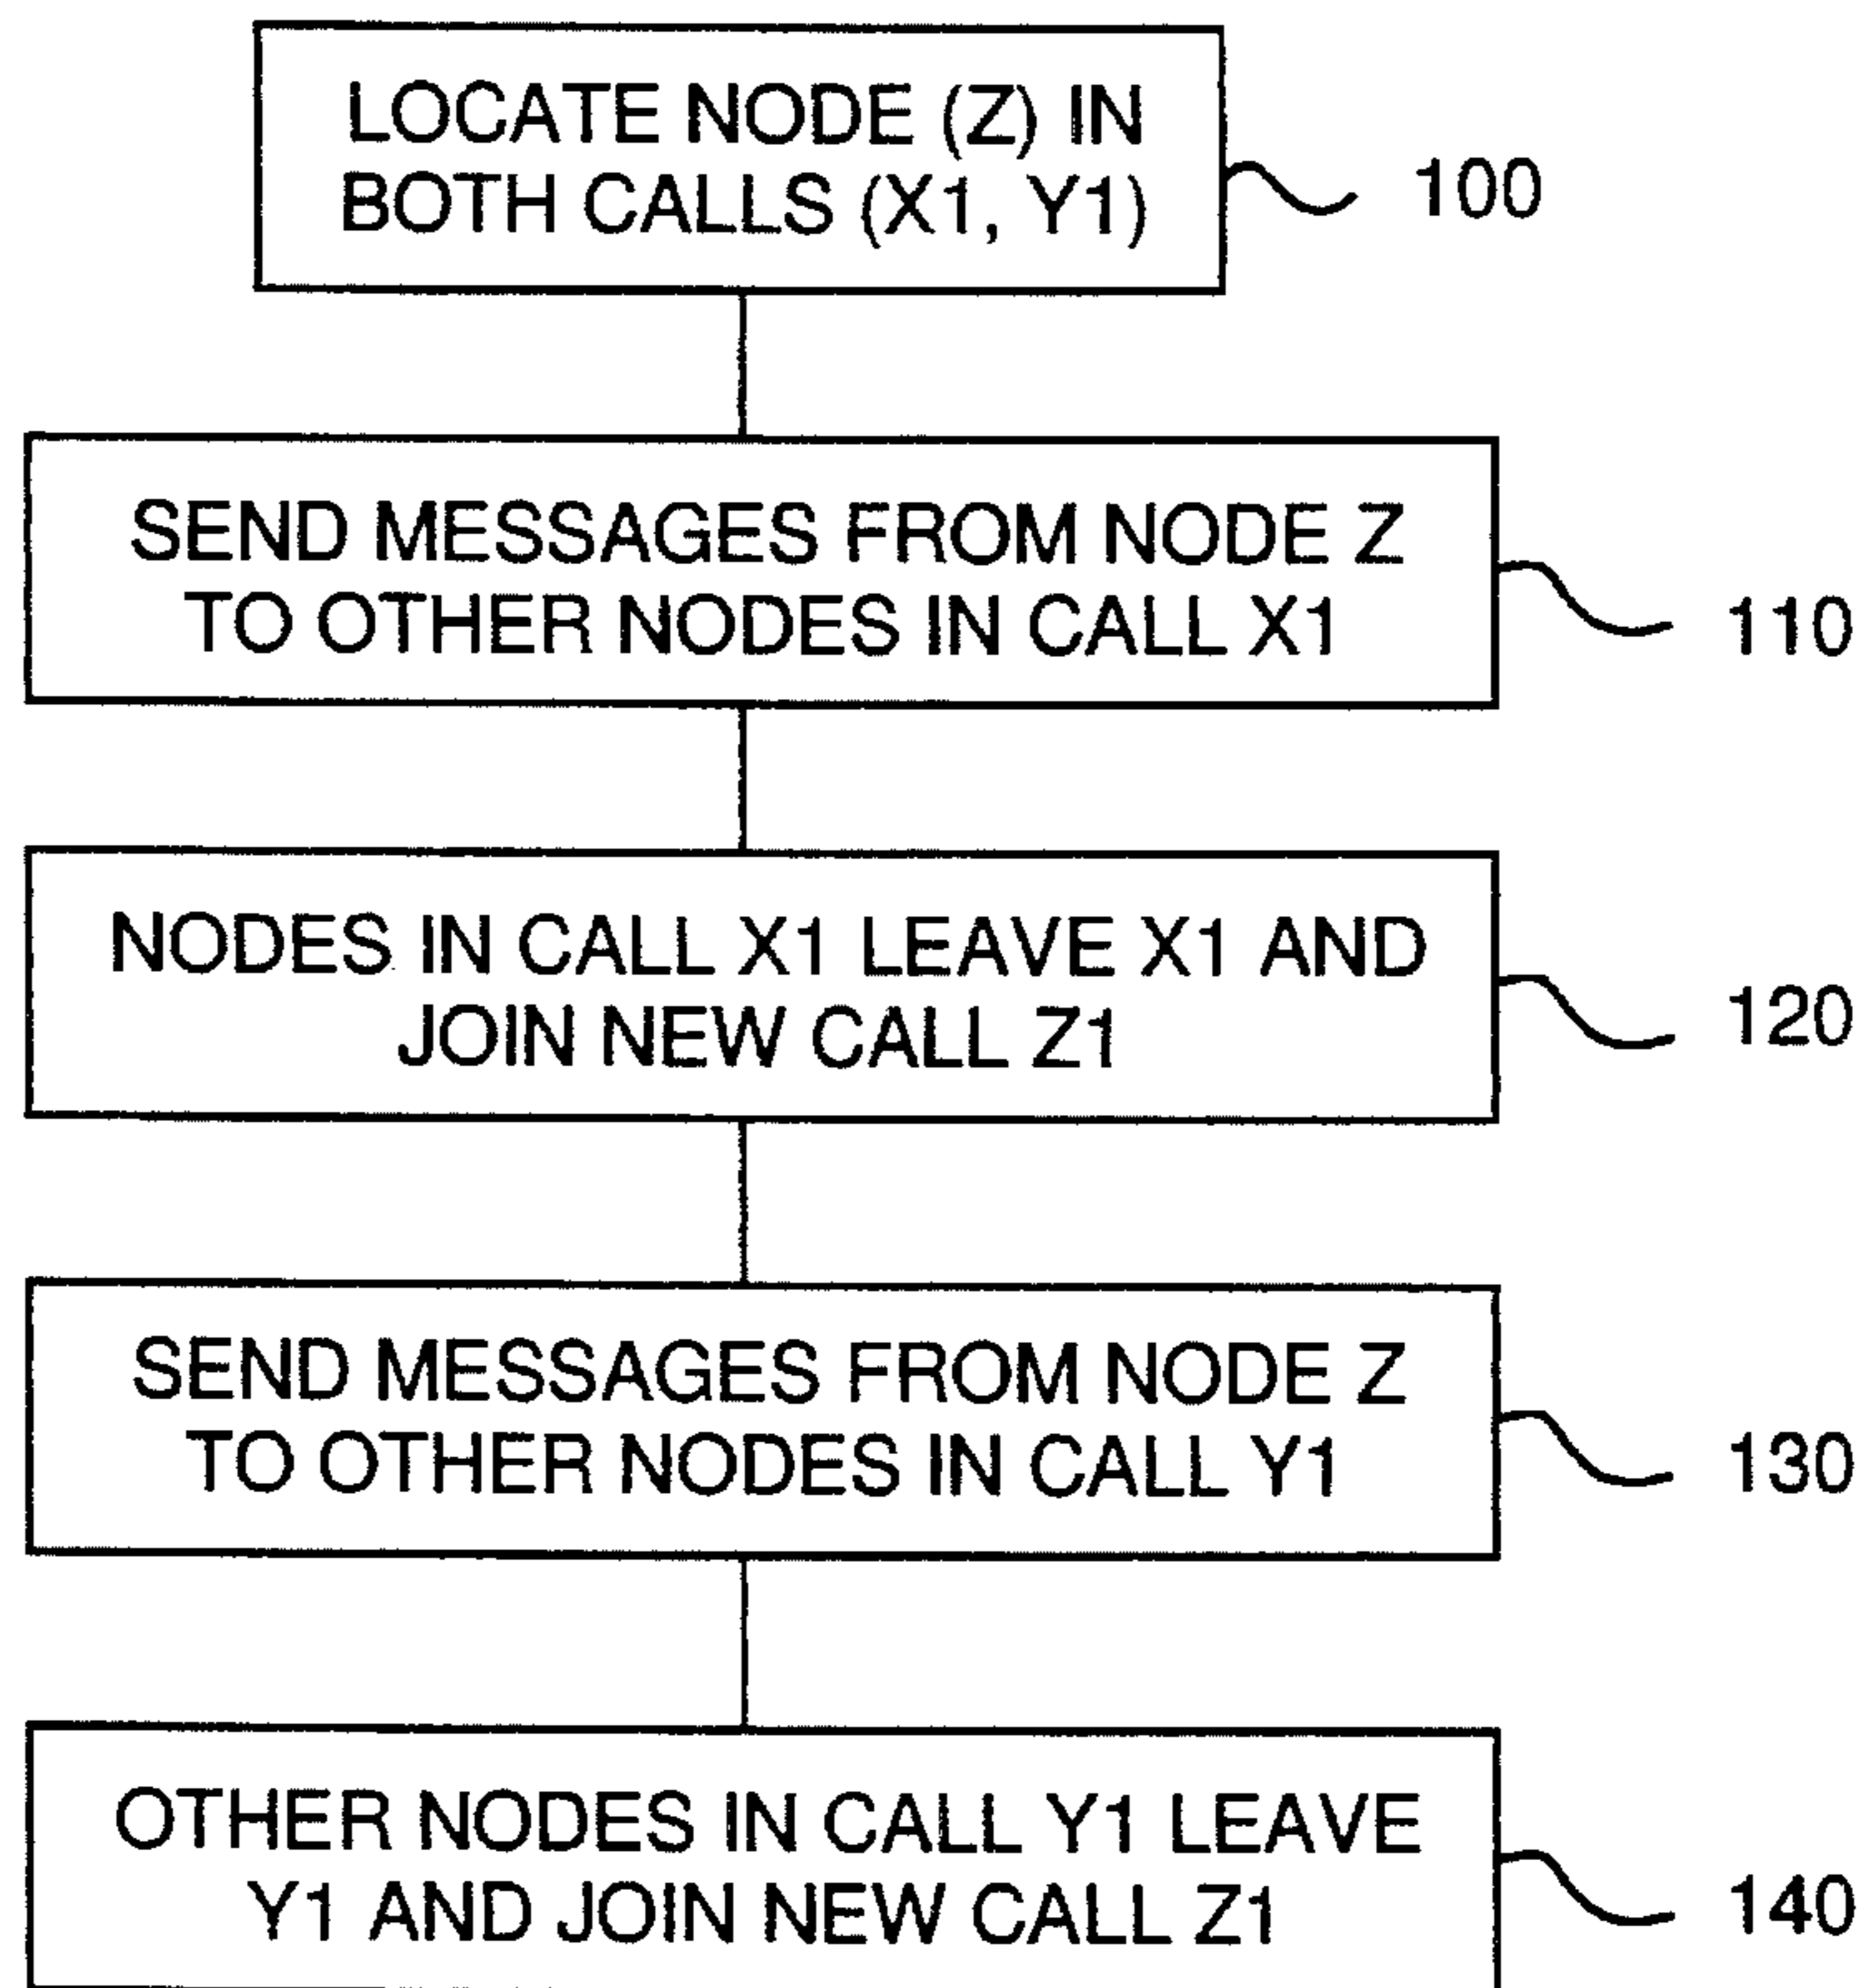 LOCATE NODE (Z) IN
BOTH CALLS (X1, Y1)
100
SEND MESSAGES FROM NODE Z
TO OTHER NODES IN CALL X1
110
NODES IN CALL X1 LEAVE X1 AND
JOIN NEW CALL Z1
120
SEND MESSAGES FROM NODE Z
TO OTHER NODES IN CALL Y1
130
OTHER NODES IN CALL Y1 LEAVE
Y1 AND JOIN NEW CALL Z1
140